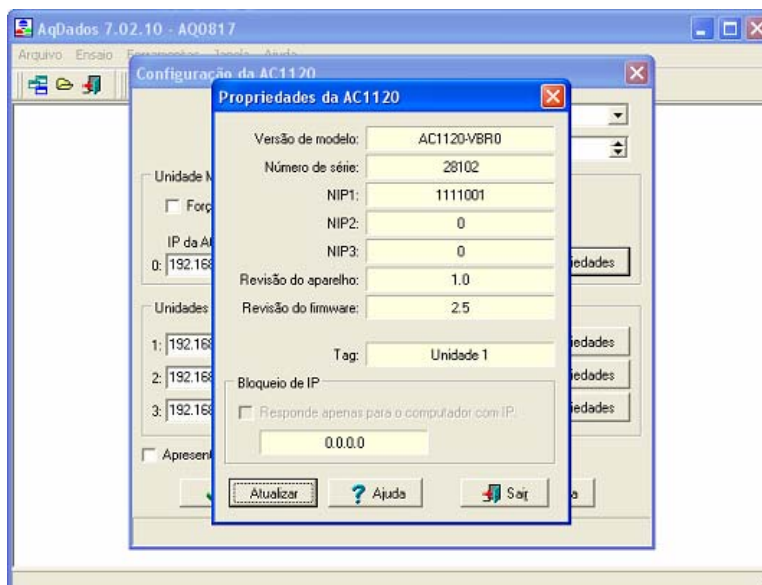 AqDados 7.02.10 - AQ0817
Arquivo Ensaio Ferramentas Janela Ajuda
Configuração da AC1120
Propriedades da AC1120
Versão de modelo: AC1120-VBR0
Número de série: 28102
NIP1: 1111001
NIP2: 0
NIP3: 0
Revisão do aparelho: 1.0
Revisão do firmware: 2.5
Tag: Unidade 1
Bloqueio de IP
Responde apenas para o computador com IP:
0.0.0.0
Atualizar
Ajuda
Sair
Unidade M
Forç
IP da A
0: 192.168
iedades
Unidades
1: 192.168
iedades
2: 192.168
iedades
3: 192.168
iedades
Apresent
a